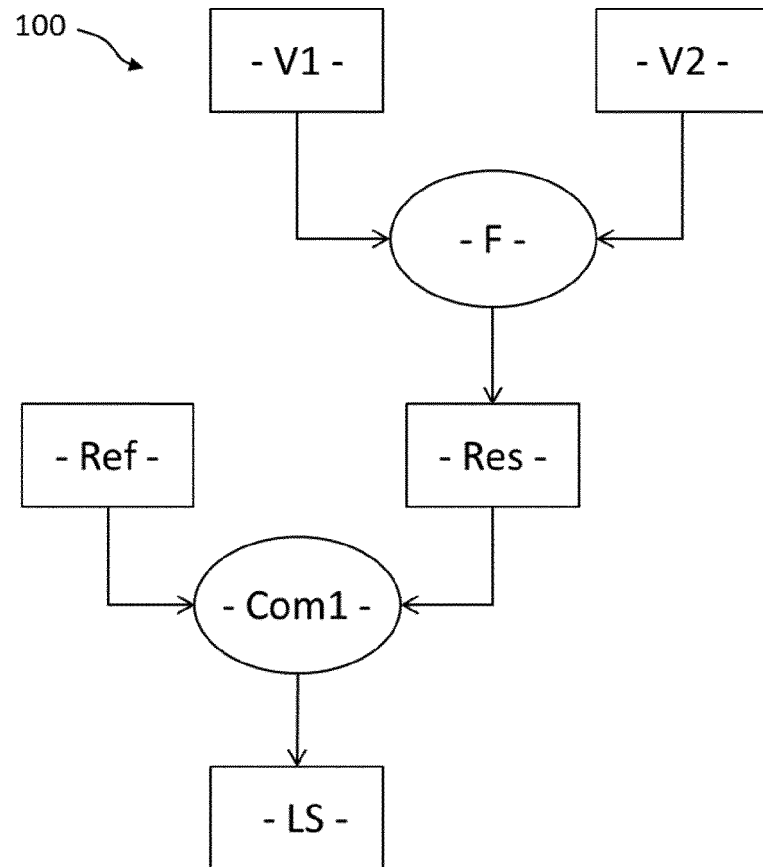 100
- V1 -
- V2 -
- F -
- Ref -
- Res -
- Com1 -
- LS -